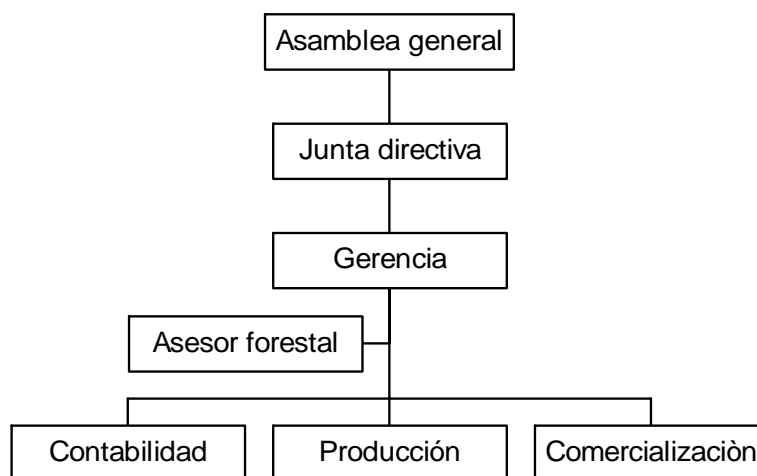 Asamblea general
Junta directiva
Gerencia
Asesor forestal
Contabilidad
Producción
Comercializaciòn